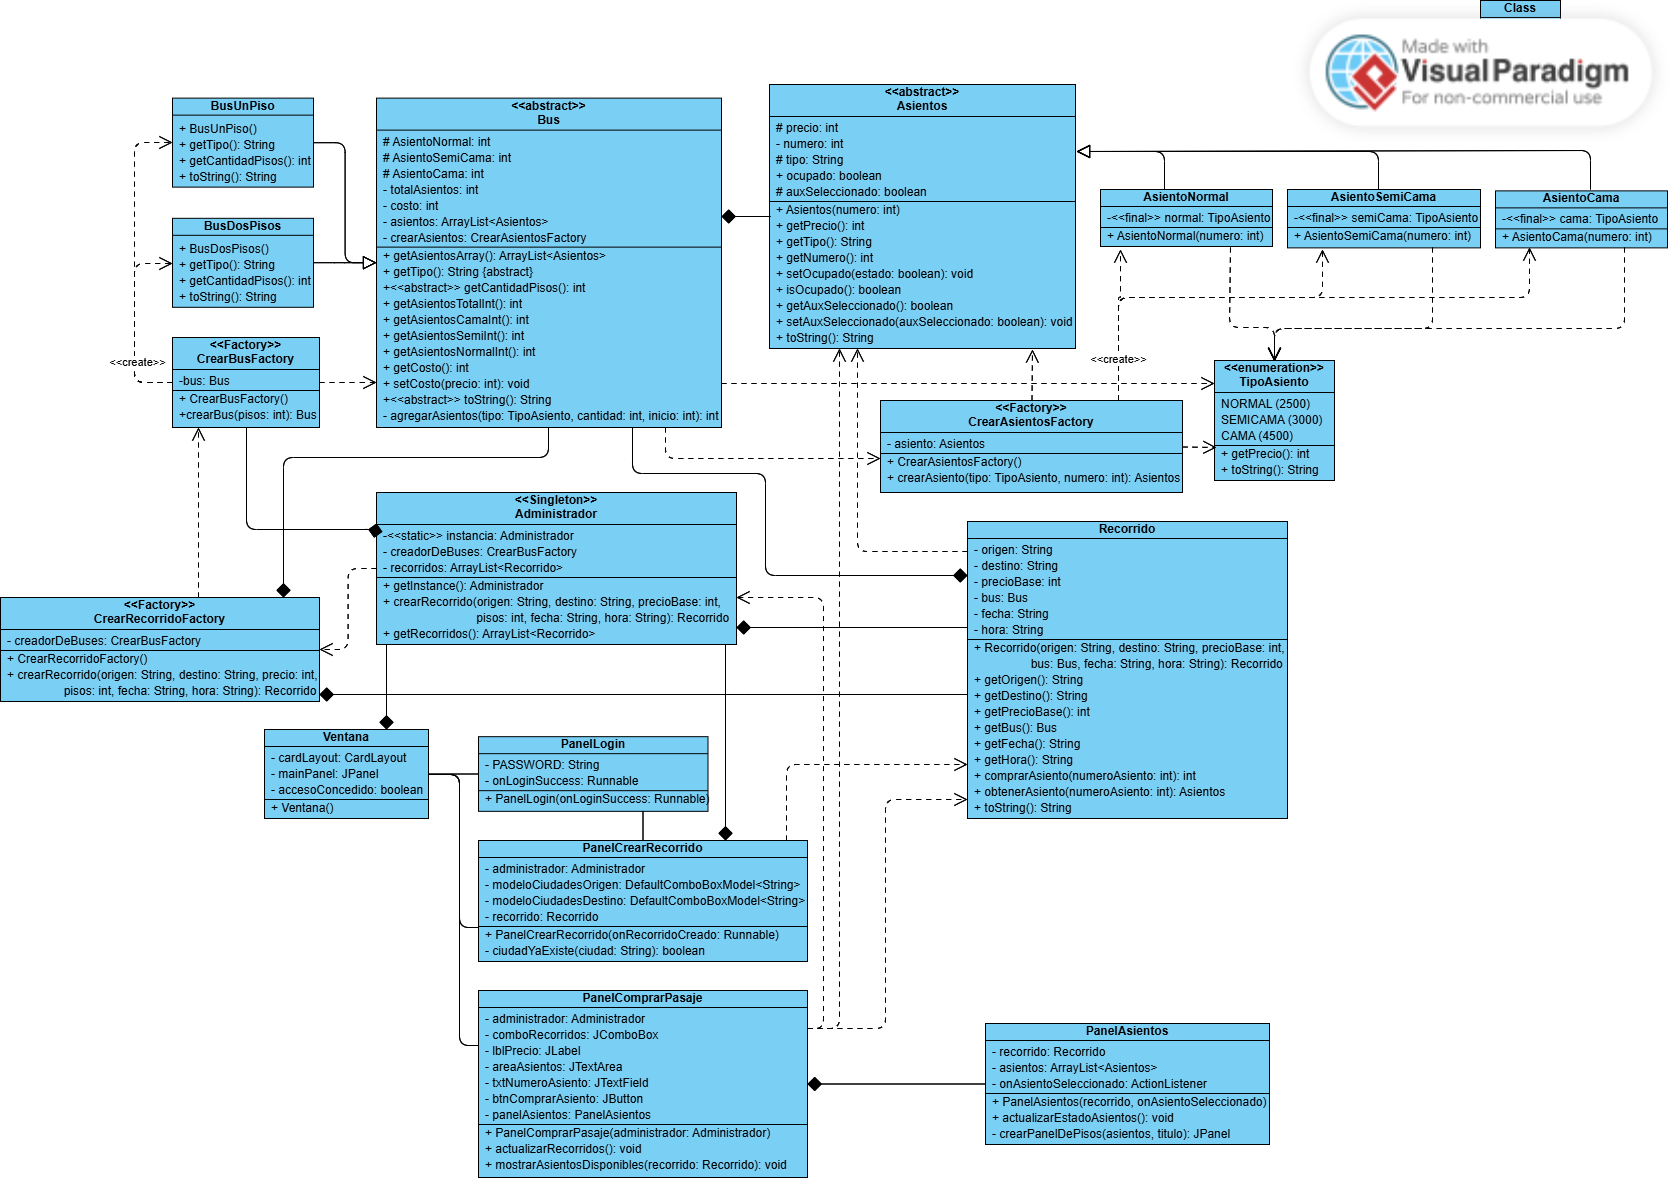 Class
Made with
Visual Paradigm
For non-commercial use
BusUnPiso
+ BusUnPiso()
+ getTipo(): String
+ getCantidadPisos(): int
+ toString(): String
BusDosPisos
+ BusDosPisos()
+ getTipo(): String
+ getCantidadPisos(): int
+ toString(): String
<<create>>
<<Factory>>
CrearBusFactory
-bus: Bus
+ CrearBusFactory()
+crearBus(pisos: int): Bus
<<abstract>>
Bus
# AsientoNormal: int
# AsientoSemiCama: int
# AsientoCama: int
- totalAsientos: int
- costo: int
- asientos: ArrayList<Asientos>
- crearAsientos: CrearAsientosFactory
+ getAsientosArray(): ArrayList<Asientos>
+ getTipo(): String {abstract}
+<<abstract>> getCantidadPisos(): int
+ getAsientosTotalInt(): int
+ getAsientosCamaInt(): int
+ getAsientosSemiInt(): int
+ getAsientosNormalInt(): int
+ getCosto(): int
+ setCosto(precio: int): void
+<<abstract>> toString(): String
- agregarAsientos(tipo: TipoAsiento, cantidad: int, inicio: int): int
<<abstract>>
Asientos
# precio: int
- numero: int
# tipo: String
+ ocupado: boolean
# auxSeleccionado: boolean
+ Asientos(numero: int)
+ getPrecio(): int
+ getTipo(): String
+ getNumero(): int
+ setOcupado(estado: boolean): void
+ isOcupado(): boolean
+ getAuxSeleccionado(): boolean
+ setAuxSeleccionado(auxSeleccionado: boolean): void
+ toString(): String
AsientoNormal
-<<final>> normal: TipoAsiento
+ AsientoNormal(numero: int)
AsientoSemiCama
-<<final>> semiCama: TipoAsiento
+ AsientoSemiCama(numero: int)
AsientoCama
-<<final>> cama: TipoAsiento
+ AsientoCama(numero: int)
<<create>>
<<enumeration>>
TipoAsiento
NORMAL (2500)
SEMICAMA (3000)
CAMA (4500)
+ getPrecio(): int
+ toString(): String
<<Factory>>
CrearAsientosFactory
- asiento: Asientos
+ CrearAsientosFactory()
+ crearAsiento(tipo: TipoAsiento, numero: int): Asientos
<<Singleton>>
Administrador
-<<static>> instancia: Administrador
- creadorDeBuses: CrearBusFactory
- recorridos: ArrayList<Recorrido>
+ getInstance(): Administrador
+ crearRecorrido(origen: String, destino: String, precioBase: int,
pisos: int, fecha: String, hora: String): Recorrido
+ getRecorridos(): ArrayList<Recorrido>
<<Factory>>
CrearRecorridoFactory
- creadorDeBuses: CrearBusFactory
+ CrearRecorridoFactory()
+ crearRecorrido(origen: String, destino: String, precio: int,
pisos: int, fecha: String, hora: String): Recorrido
Recorrido
- origen: String
- destino: String
- precioBase: int
- bus: Bus
- fecha: String
- hora: String
+ Recorrido(origen: String, destino: String, precioBase: int,
bus: Bus, fecha: String, hora: String): Recorrido
+ getOrigen(): String
+ getDestino(): String
+ getPrecioBase(): int
+ getBus(): Bus
+ getFecha(): String
+ getHora(): String
+ comprarAsiento(numeroAsiento: int): int
+ obtenerAsiento(numeroAsiento: int): Asientos
+ toString(): String
Ventana
- cardLayout: CardLayout
- mainPanel: JPanel
- accesoConcedido: boolean
+ Ventana()
PanelLogin
- PASSWORD: String
- onLoginSuccess: Runnable
+ PanelLogin(onLoginSuccess: Runnable)
PanelCrearRecorrido
- administrador: Administrador
- modeloCiudadesOrigen: DefaultComboBoxModel<String>
- modeloCiudadesDestino: DefaultComboBoxModel<String>
- recorrido: Recorrido
+ PanelCrearRecorrido(onRecorridoCreado: Runnable)
- ciudadYaExiste(ciudad: String): boolean
PanelComprarPasaje
- administrador: Administrador
- comboRecorridos: JComboBox
- lblPrecio: JLabel
- areaAsientos: JTextArea
- txtNumeroAsiento: JTextField
- btnComprarAsiento: JButton
- panelAsientos: PanelAsientos
+ PanelComprarPasaje(administrador: Administrador)
+ actualizarRecorridos(): void
+ mostrarAsientosDisponibles(recorrido: Recorrido): void
PanelAsientos
- recorrido: Recorrido
- asientos: ArrayList<Asientos>
- onAsientoSeleccionado: ActionListener
+ PanelAsientos(recorrido, onAsientoSeleccionado)
+ actualizarEstadoAsientos(): void
- crearPanelDePisos(asientos, titulo): JPanel